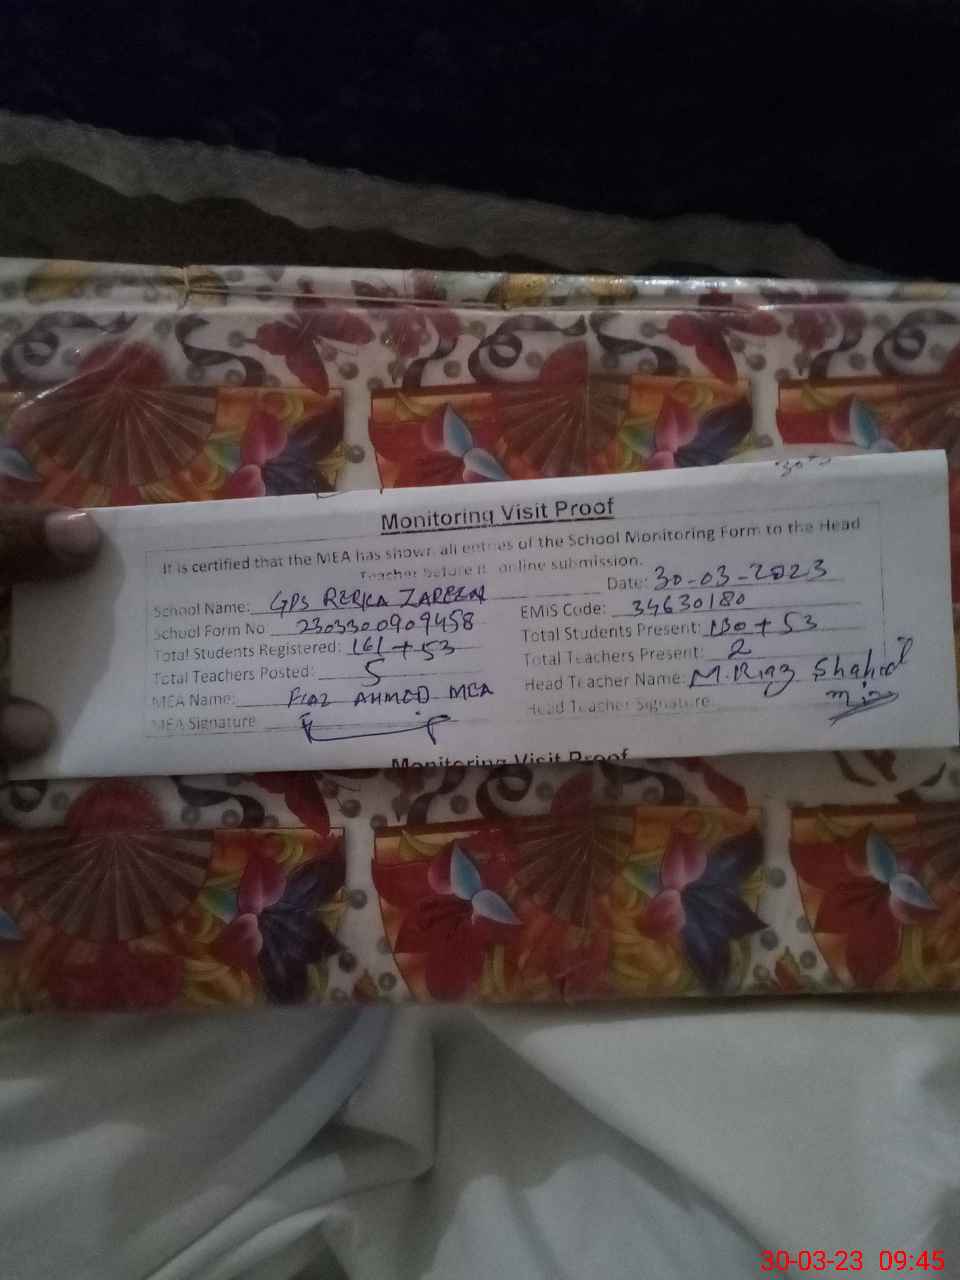 Monitoring Visit Proof
It is certified that the MEA has shown all entries of the School Monitoring Form to the Head
Teacher before it online submission.
School Name: GPS RERKA ZAREEN Date: 30-03-2023
School Form No 2303300909458 EMIS Code: 34630180
Total Students Registered: 161 + 53 Total Students Present: 130 + 53
Total Teachers Posted: 5 Total Teachers Present: 2
MEA Name: FIAZ AHMED MEA Head Teacher Name: M.Riaz Shahid
MEA Signature Head Teacher Signature:
Monitoring Visit Proof
30-03-23 09:45